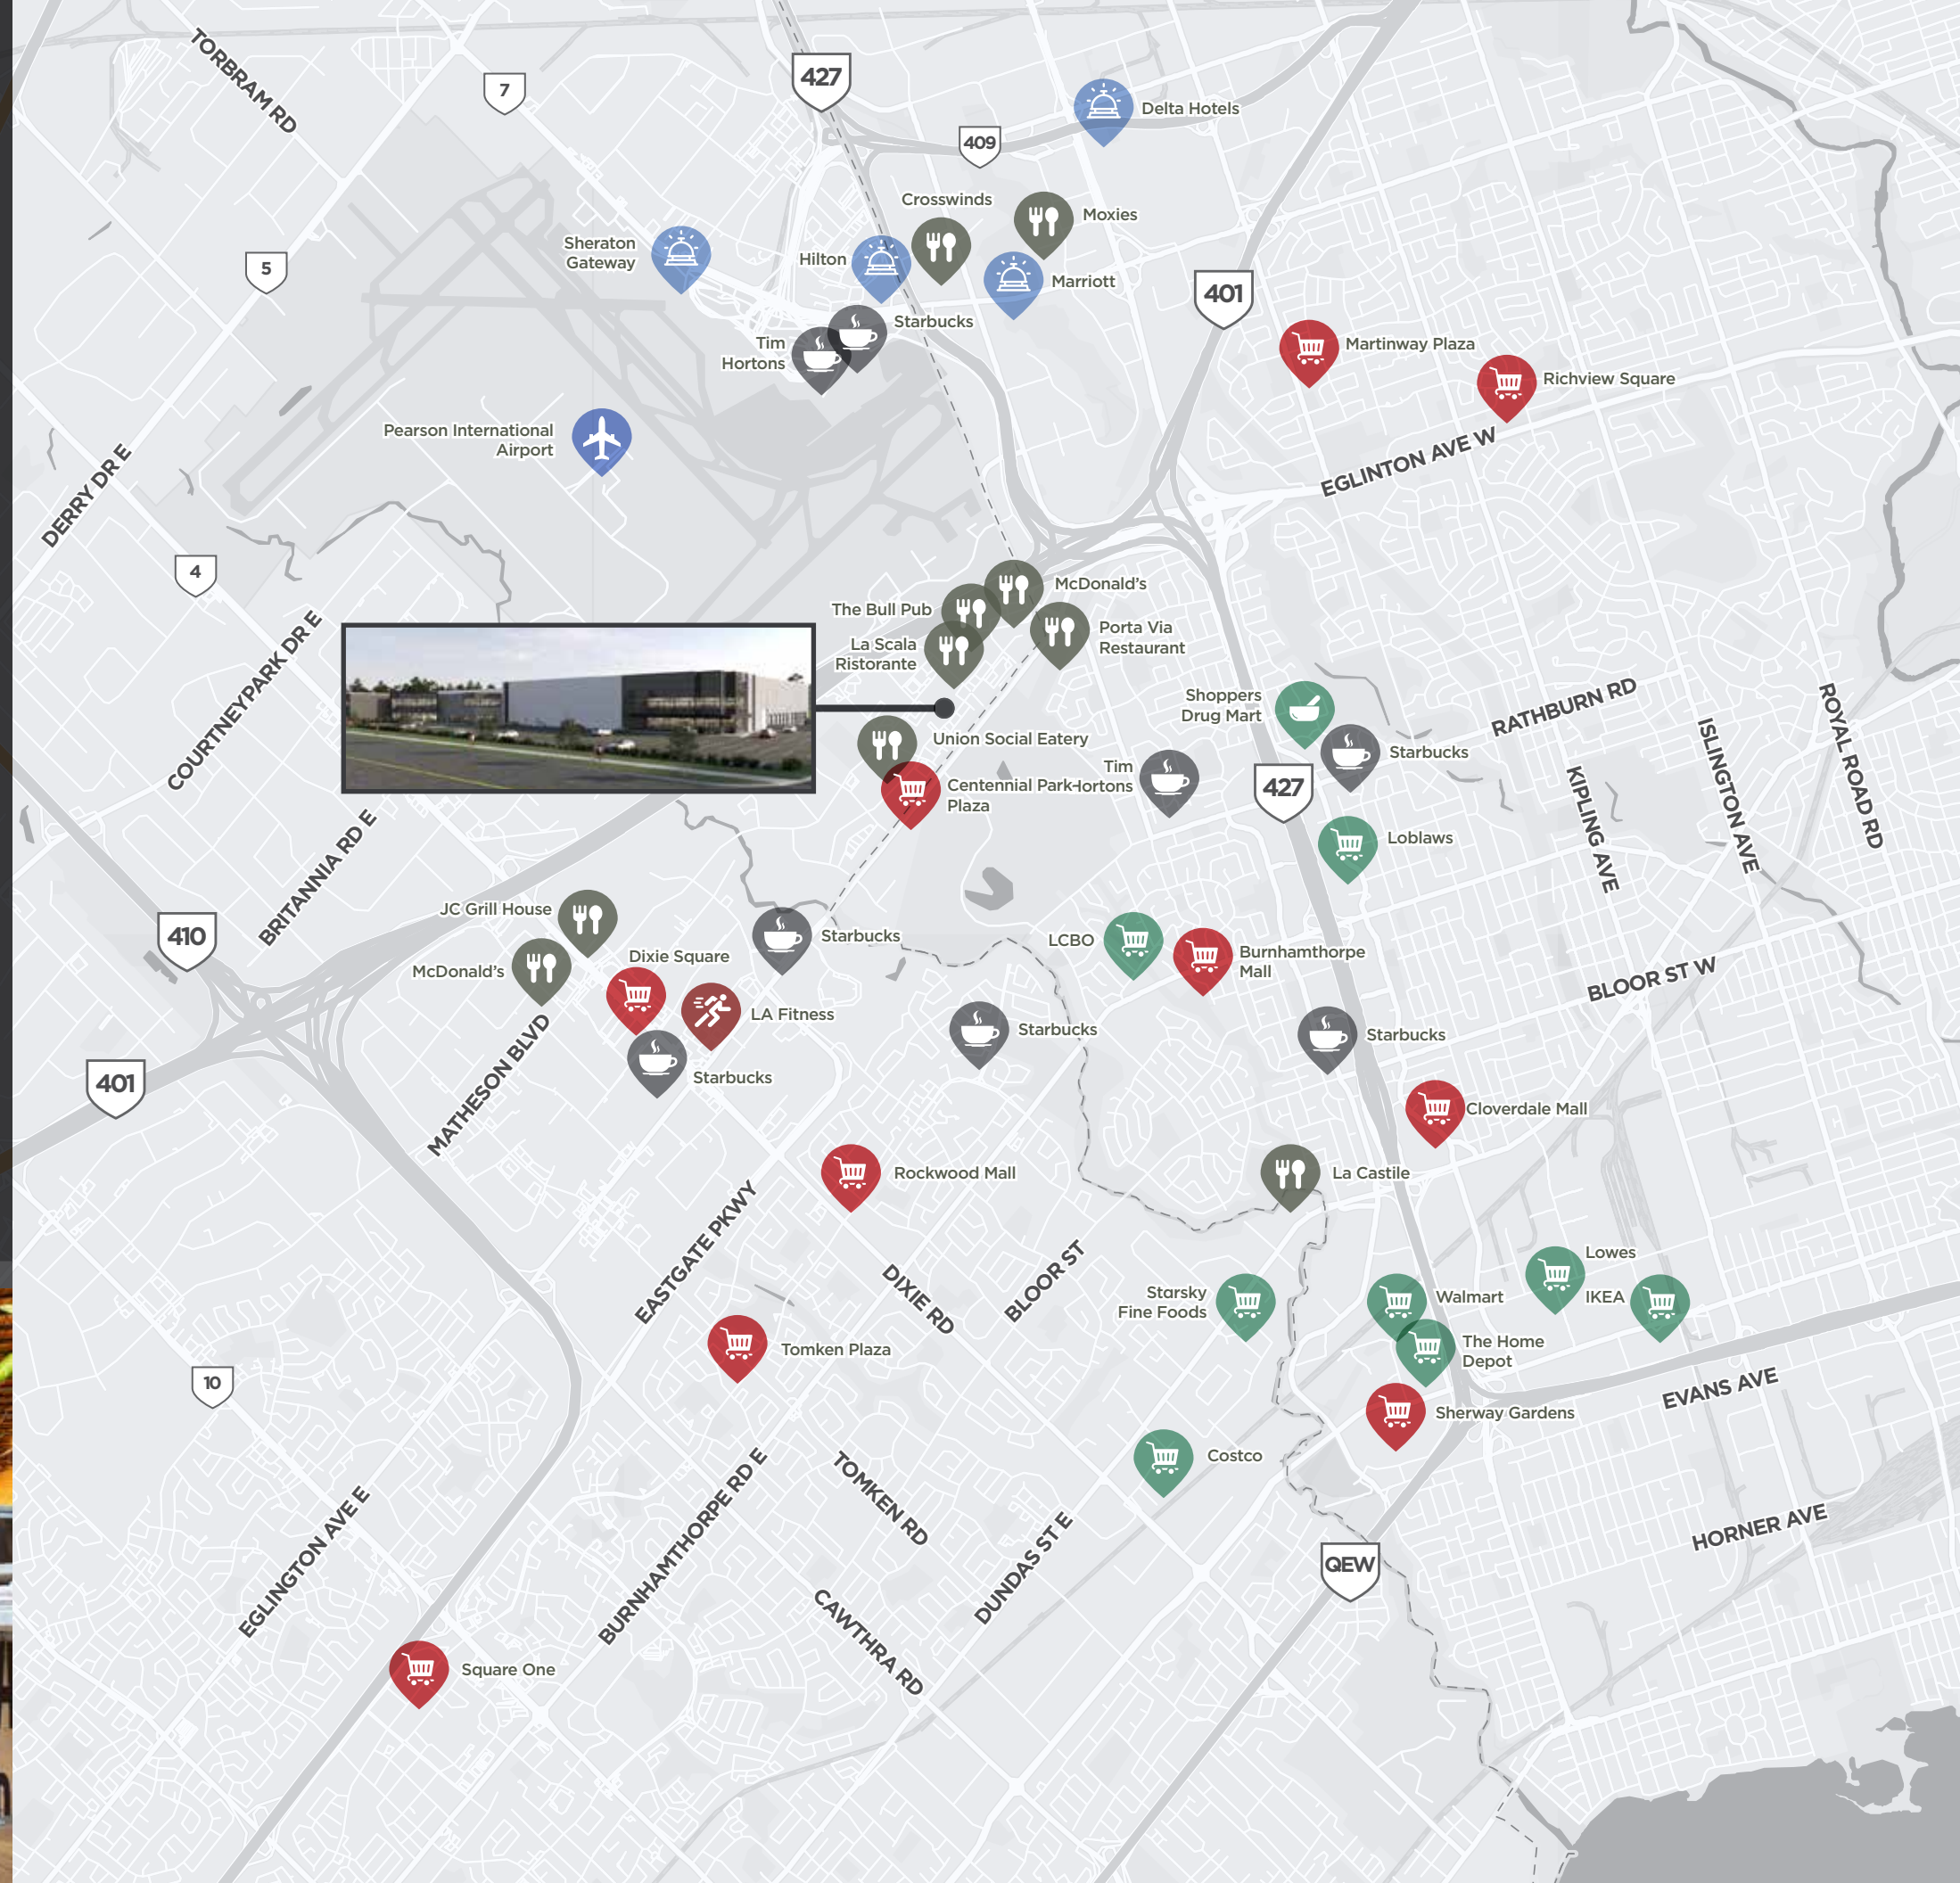 TORBRAM RD
7
427
Delta Hotels
409
Crosswinds
Moxies
Sheraton
Gateway
Hilton
Marriott
5
401
Starbucks
Tim
Hortons
Martinway Plaza
Richview Square
Pearson International
Airport
EGLINTON AVE W
DERRY DR E
4
McDonald's
The Bull Pub
Porta Via
Restaurant
La Scala
Ristorante
COURTNEYPARK DR E
Shoppers
Drug Mart
RATHBURN RD
ROYAL ROAD RD
ISLINGTON AVE
KIPLING AVE
Union Social Eatery
Starbucks
Tim
Hortons
Centennial Park
Plaza
427
Loblaws
BRITANNIA RD E
JC Grill House
410
Starbucks
LCBO
Burnhamthorpe
Mall
Dixie Square
McDonald's
BLOOR ST W
LA Fitness
Starbucks
Starbucks
MATHESON BLVD
401
Starbucks
Cloverdale Mall
Rockwood Mall
La Castile
EASTGATE PKWY
DIXIE RD
BLOOR ST
Starsky
Fine Foods
Walmart
Lowes
IKEA
The Home
Depot
Tomken Plaza
10
EVANS AVE
Sherway Gardens
Costco
TOMKEN RD
EGLINGTON AVE E
BURNHAMTHORPE RD E
DUNDAS ST E
HORNER AVE
QEW
CAWTHRA RD
Square One